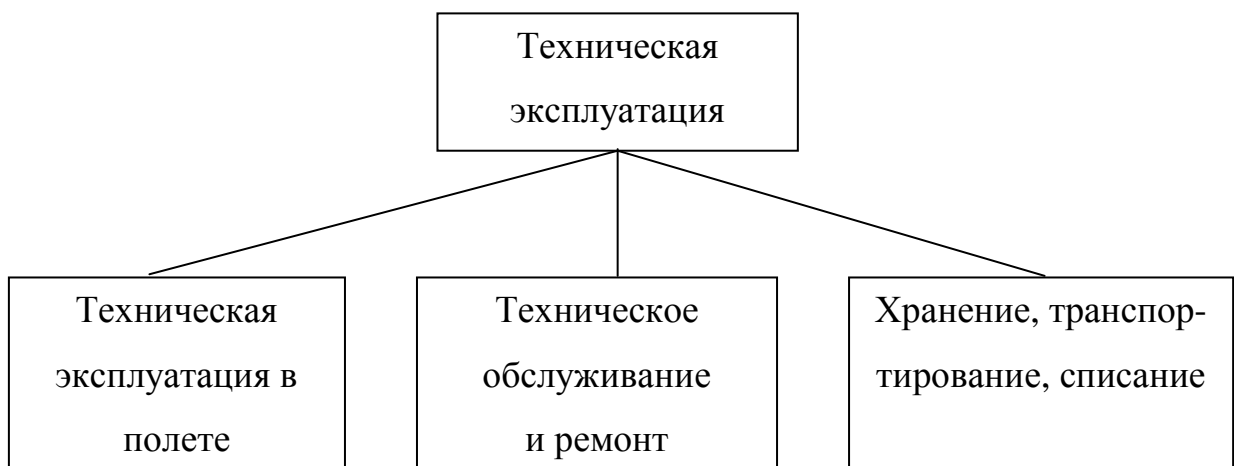 Техническая
эксплуатация
Техническая
эксплуатация в
полете
Техническое
обслуживание
и ремонт
Хранение, транспор-
тирование, списание